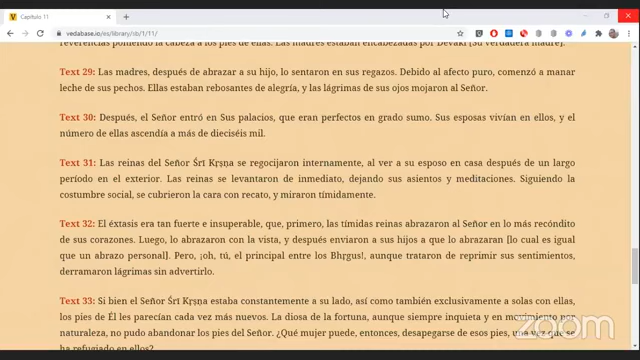 Capítulo 11
vedabase.io/es/library/sb/1/11/
reverencias poniendo la cabeza a los pies de ellas. Las madres estaban encabezadas por Devakī [Su verdadera madre].
Text 29: Las madres, después de abrazar a su hijo, lo sentaron en sus regazos. Debido al afecto puro, comenzó a manar
leche de sus pechos. Ellas estaban rebosantes de alegría, y las lágrimas de sus ojos mojaron al Señor.
Text 30: Después, el Señor entró en Sus palacios, que eran perfectos en grado sumo. Sus esposas vivían en ellos, y el
número de ellas ascendía a más de dieciséis mil.
Text 31: Las reinas del Señor Śrī Kṛṣṇa se regocijaron internamente, al ver a su esposo en casa después de un largo
período en el exterior. Las reinas se levantaron de inmediato, dejando sus asientos y meditaciones. Siguiendo la
costumbre social, se cubrieron la cara con recato, y miraron tímidamente.
Text 32: El éxtasis era tan fuerte e insuperable, que, primero, las tímidas reinas abrazaron al Señor en lo más recóndito
de sus corazones. Luego, lo abrazaron con la vista, y después enviaron a sus hijos a que lo abrazaran [lo cual es igual
que un abrazo personal]. Pero, ¡oh, tú, el principal entre los Bhṛgus!, aunque trataron de reprimir sus sentimientos,
derramaron lágrimas sin advertirlo.
Text 33: Si bien el Señor Śrī Kṛṣṇa estaba constantemente a su lado, así como también exclusivamente a solas con ellas,
los pies de Él les parecían cada vez más nuevos. La diosa de la fortuna, aunque siempre inquieta y en movimiento por
naturaleza, no pudo abandonar los pies del Señor. ¿Qué mujer puede, entonces, desapegarse de esos pies, una vez que se
ha refugiado en ellos?
zoom